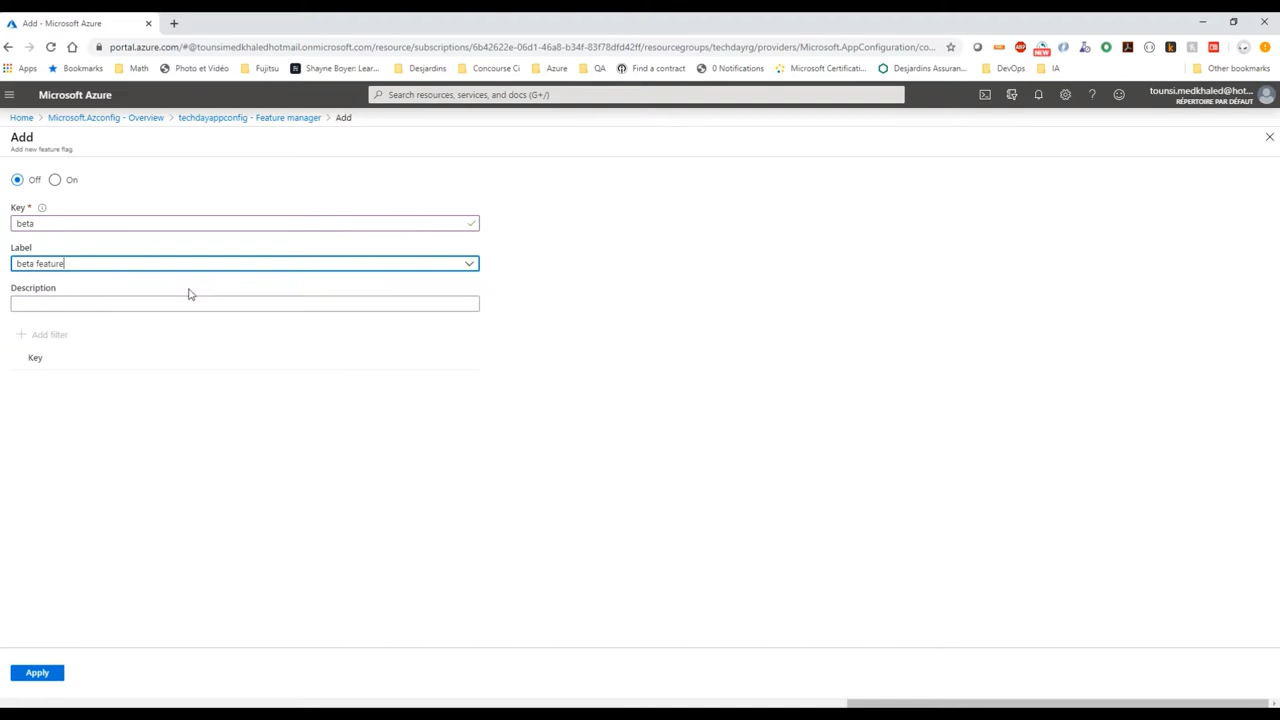 Add - Microsoft Azure
portal.azure.com/#@tounsimedkhaledhotmail.onmicrosoft.com/resource/subscriptions/6b42622e-06d1-46a8-b34f-83f78dfd42ff/resourcegroups/techdayrg/providers/Microsoft.AppConfiguration/co...
ABP
NEW
Apps Bookmarks Math Photo et Vidéo Fujitsu Shayne Boyer: Lear... Desjardins Concourse Ci Azure QA Find a contract 0 Notifications Microsoft Certificati... Desjardins Assuran... DevOps IA Other bookmarks
Microsoft Azure
Search resources, services, and docs (G+/)
tounsi.medkhaled@hot...
RÉPERTOIRE PAR DÉFAUT
Home > Microsoft.Azconfig - Overview > techdayappconfig - Feature manager > Add
Add
Add new feature flag.
Off On
Key *
beta
Label
beta feature
Description
Add filter
Key
Apply